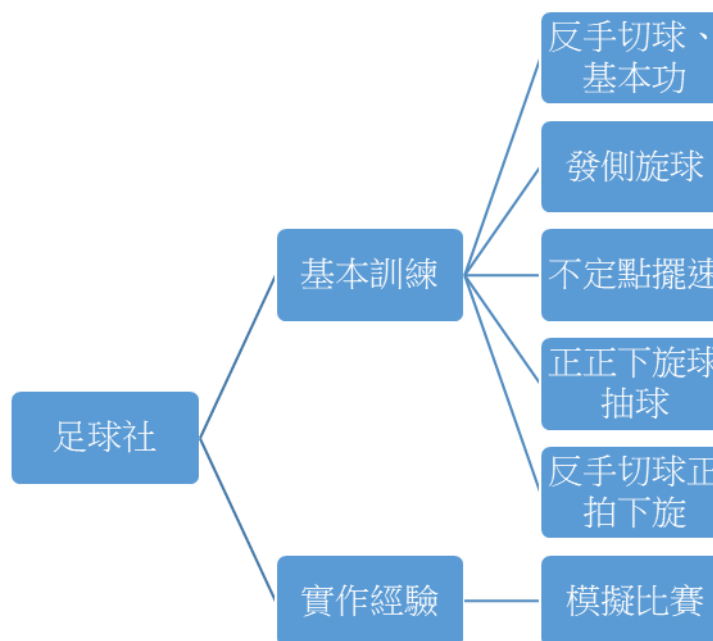 反手切球、
基本功
發側旋球
基本訓練
不定點擺速
正正下旋球
抽球
足球社
反手切球正
拍下旋
實作經驗
模擬比賽